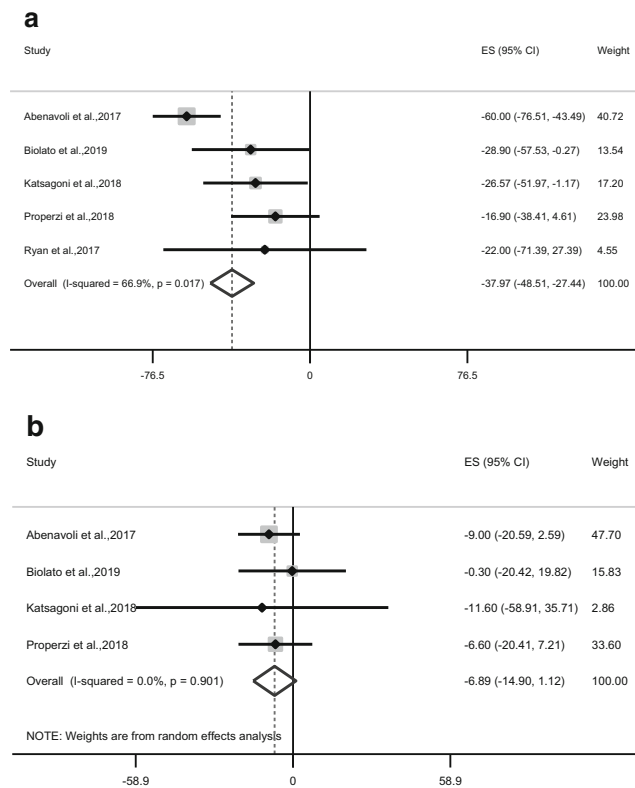 a
Study ES (95% CI) Weight
Abenavoli et al.,2017 -60.00 (-76.51, -43.49) 40.72
Biolato et al.,2019 -28.90 (-57.53, -0.27) 13.54
Katsagoni et al.,2018 -26.57 (-51.97, -1.17) 17.20
Properzi et al.,2018 -16.90 (-38.41, 4.61) 23.98
Ryan et al.,2017 -22.00 (-71.39, 27.39) 4.55
Overall (I-squared = 66.9%, p = 0.017) -37.97 (-48.51, -27.44) 100.00
-76.5 0 76.5
b
Study ES (95% CI) Weight
Abenavoli et al.,2017 -9.00 (-20.59, 2.59) 47.70
Biolato et al.,2019 -0.30 (-20.42, 19.82) 15.83
Katsagoni et al.,2018 -11.60 (-58.91, 35.71) 2.86
Properzi et al.,2018 -6.60 (-20.41, 7.21) 33.60
Overall (I-squared = 0.0%, p = 0.901) -6.89 (-14.90, 1.12) 100.00
NOTE: Weights are from random effects analysis
-58.9 0 58.9